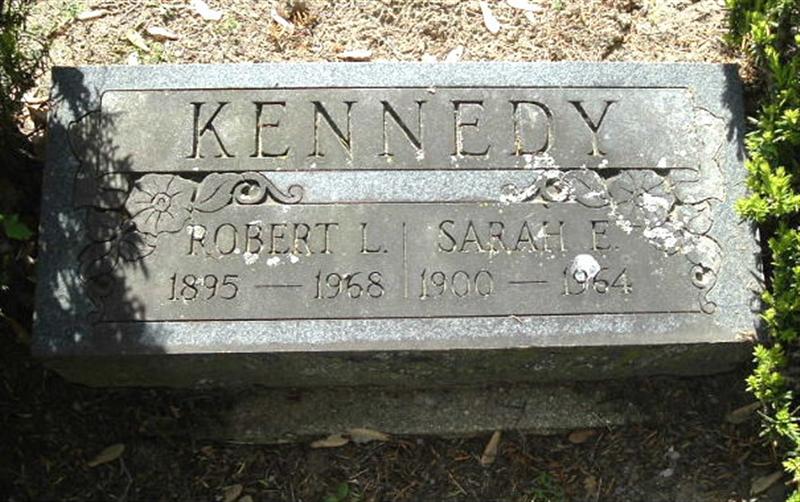 KENNEDY
ROBERT L. SARAH E.
1895 — 1968 1900 — 1964